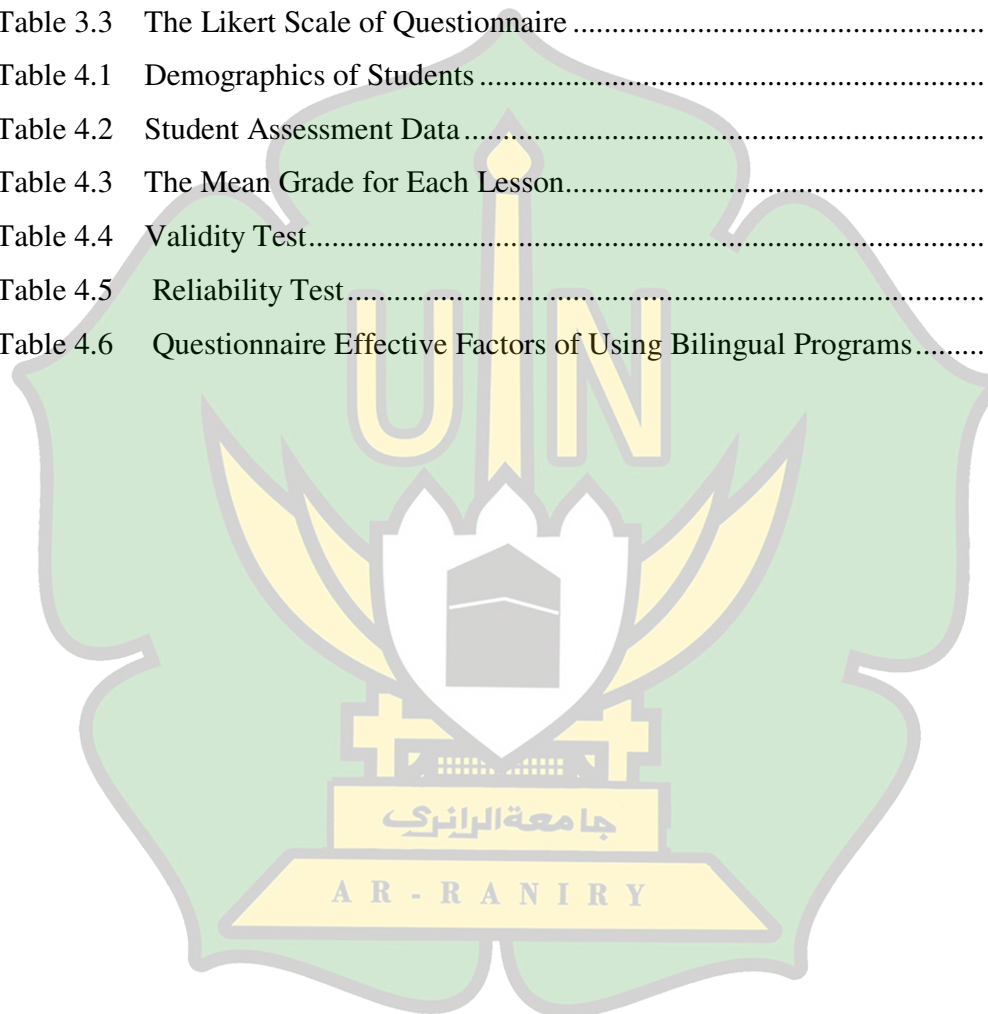 Table 3.3 The Likert Scale of Questionnaire ..........................................................
Table 4.1 Demographics of Students ........................................................................
Table 4.2 Student Assessment Data ..........................................................................
Table 4.3 The Mean Grade for Each Lesson............................................................
Table 4.4 Validity Test................................................................................................
Table 4.5 Reliability Test ...........................................................................................
Table 4.6 Questionnaire Effective Factors of Using Bilingual Programs.........
UIN
جامعة الرانري
AR-RANIRY